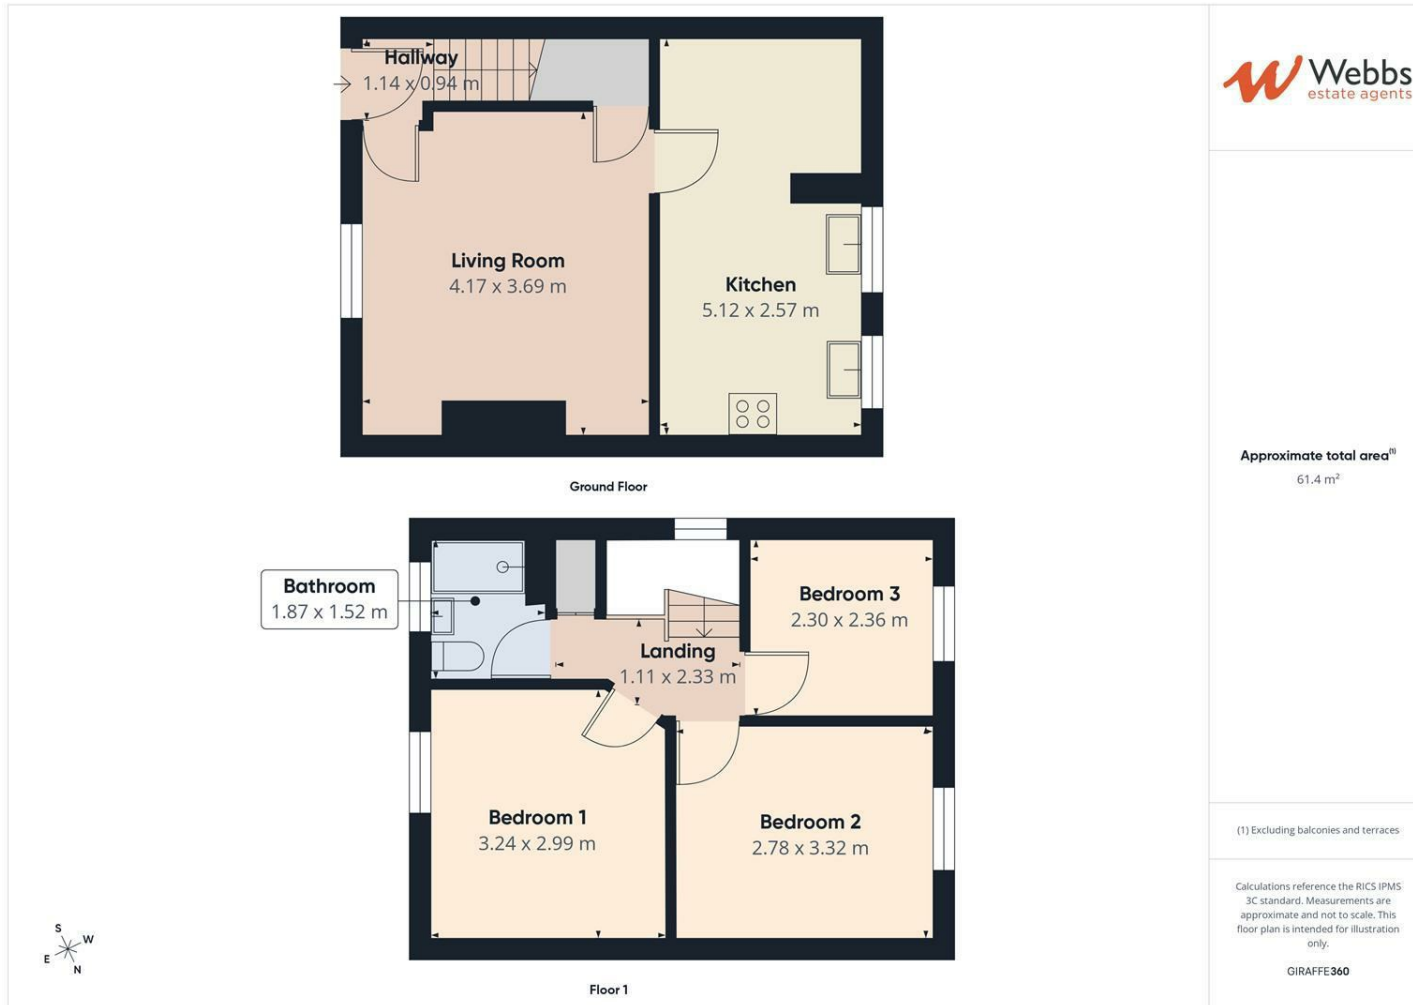 Hallway
1.14 x 0.94 m
Living Room
4.17 x 3.69 m
Kitchen
5.12 x 2.57 m
Ground Floor
Bathroom
1.87 x 1.52 m
Landing
1.11 x 2.33 m
Bedroom 3
2.30 x 2.36 m
Bedroom 1
3.24 x 2.99 m
Bedroom 2
2.78 x 3.32 m
Floor 1
S
W
E
N
Webbs
estate agents
Approximate total area(1)
61.4 m²
(1) Excluding balconies and terraces
Calculations reference the RICS IPMS
3C standard. Measurements are
approximate and not to scale. This
floor plan is intended for illustration
only.
GIRAFFE360